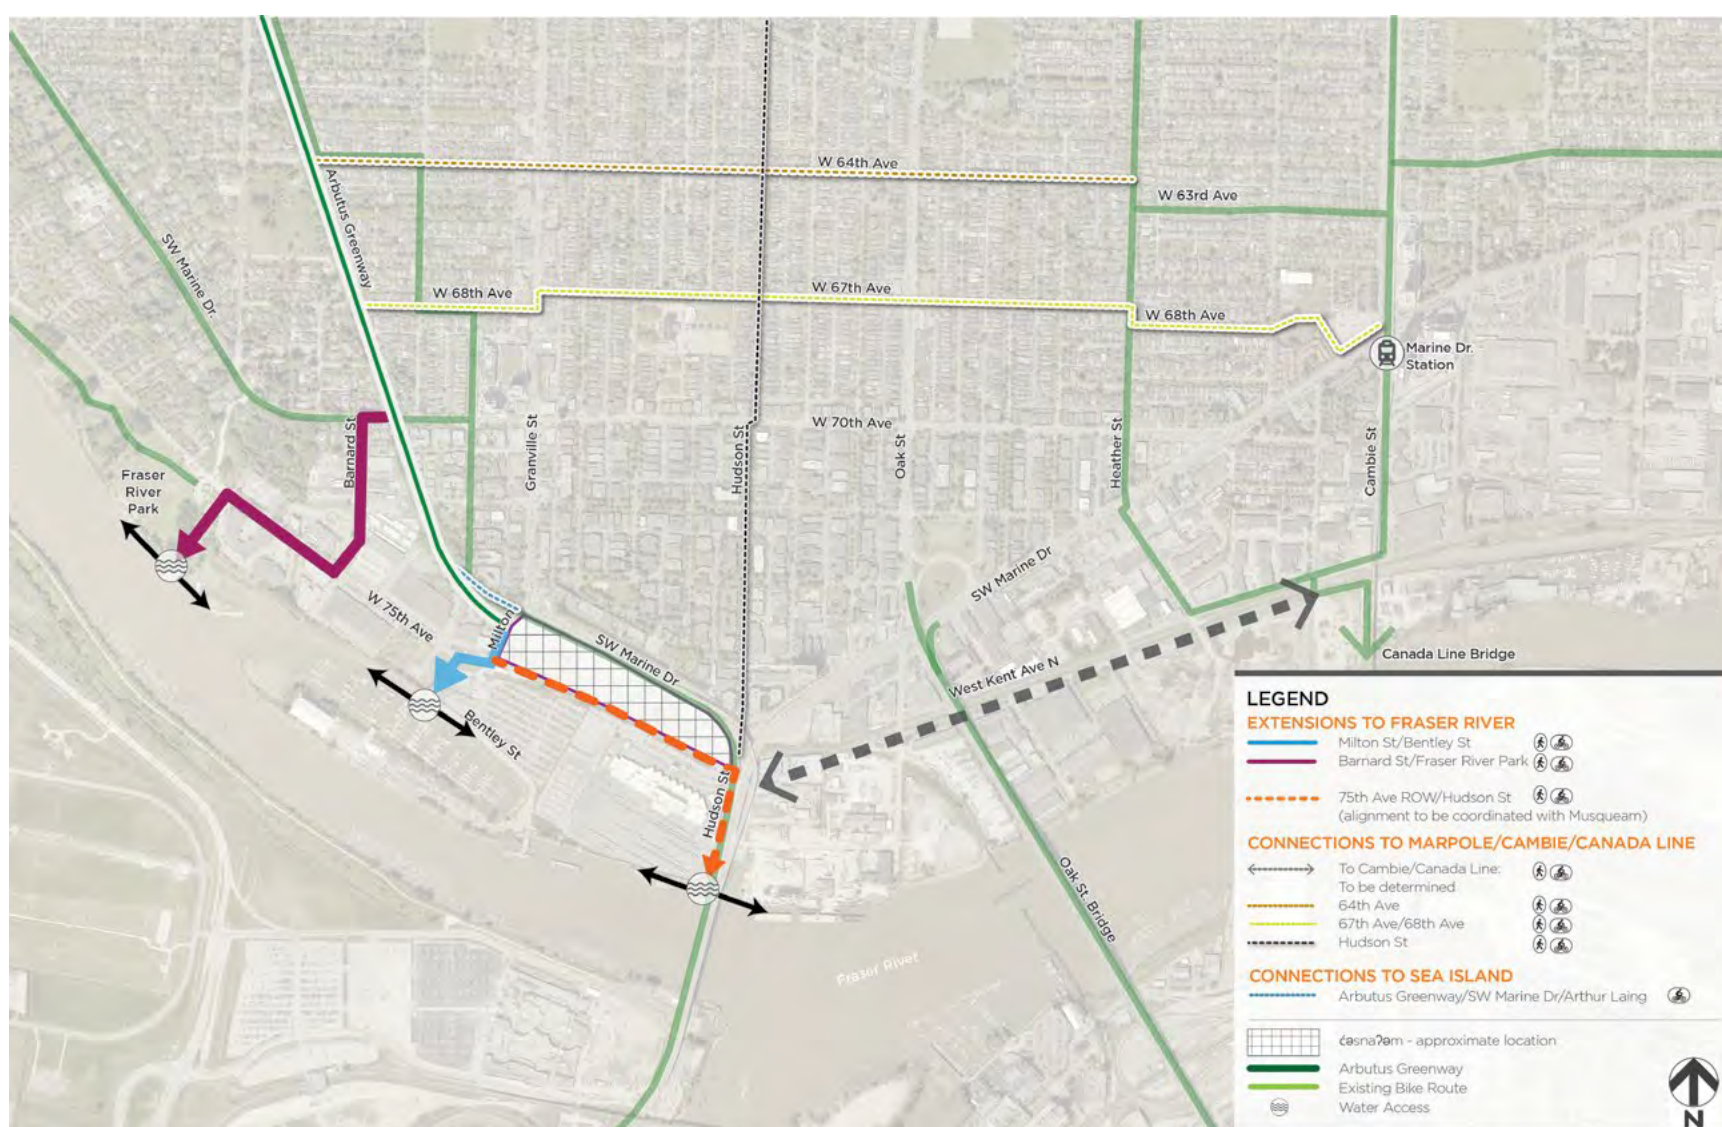 W 64th Ave
W 63rd Ave
Arbutus Greenway
SW Marine Dr.
W 68th Ave
W 67th Ave
W 68th Ave
Marine Dr.
Station
Barnard St
Granville St
Hudson St
W 70th Ave
Oak St
Heather St
Cambie St
Fraser
River
Park
W 75th Ave
Milton
SW Marine Dr
SW Marine Dr
West Kent Ave N
Canada Line Bridge
Bentley St
Hudson St
Oak St. Bridge
Fraser River
LEGEND
EXTENSIONS TO FRASER RIVER
Milton St/Bentley St
Barnard St/Fraser River Park
75th Ave ROW/Hudson St
(alignment to be coordinated with Musqueam)
CONNECTIONS TO MARPOLE/CAMBIE/CANADA LINE
To Cambie/Canada Line:
To be determined
64th Ave
67th Ave/68th Ave
Hudson St
CONNECTIONS TO SEA ISLAND
Arbutus Greenway/SW Marine Dr/Arthur Laing
c̓əsnaʔəm - approximate location
Arbutus Greenway
Existing Bike Route
Water Access
N